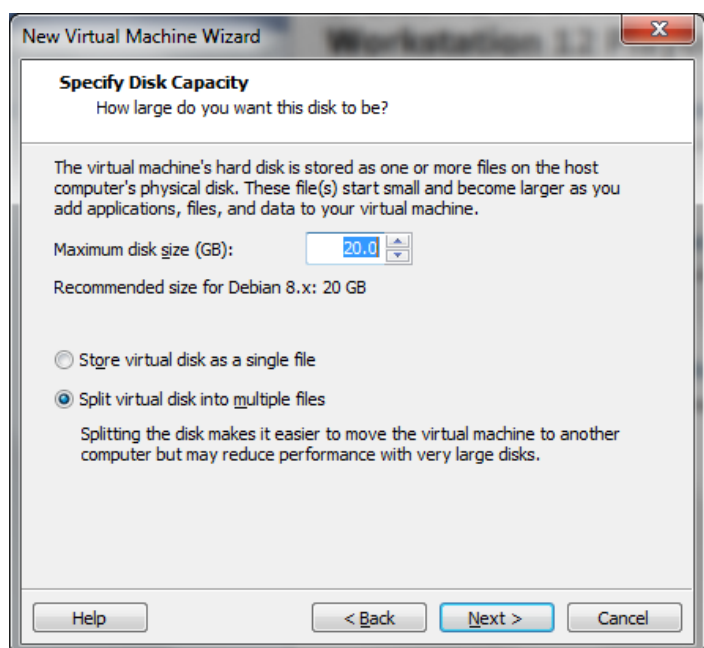 New Virtual Machine Wizard
Workstation 12
Specify Disk Capacity
How large do you want this disk to be?
The virtual machine's hard disk is stored as one or more files on the host
computer's physical disk. These file(s) start small and become larger as you
add applications, files, and data to your virtual machine.
Maximum disk size (GB): 20.0
Recommended size for Debian 8.x: 20 GB
Store virtual disk as a single file
Split virtual disk into multiple files
Splitting the disk makes it easier to move the virtual machine to another
computer but may reduce performance with very large disks.
Help < Back Next > Cancel